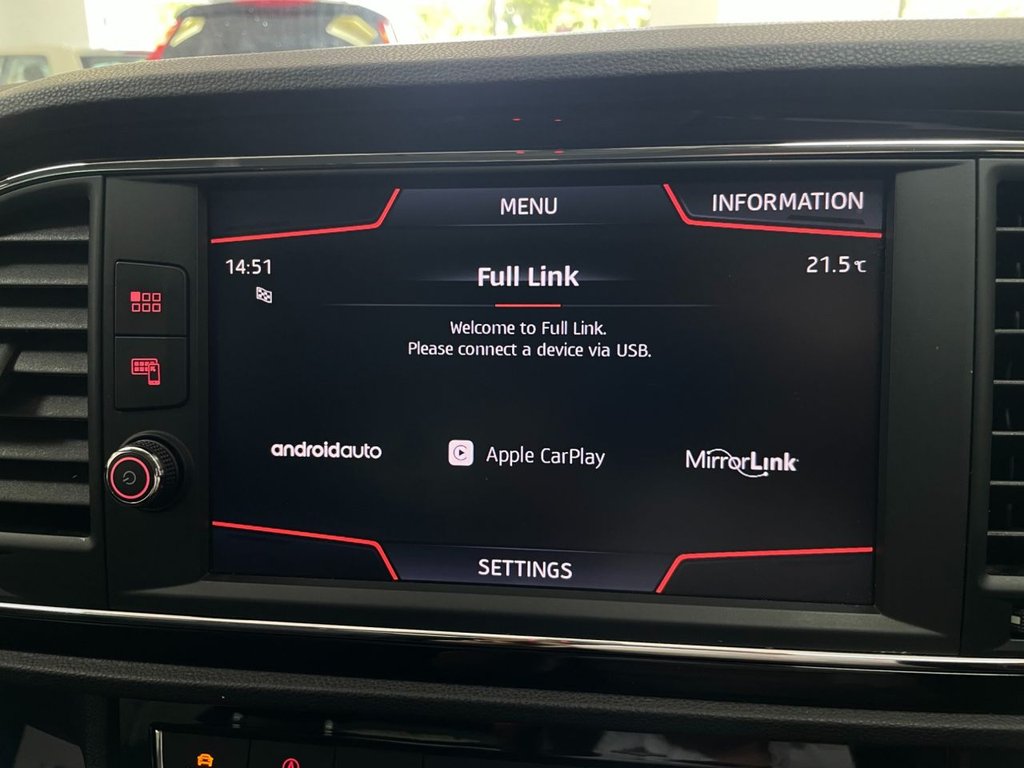 MENU
INFORMATION
14:51
21.5°C
Full Link
Welcome to Full Link.
Please connect a device via USB.
androidauto
Apple CarPlay
MirrorLink
SETTINGS